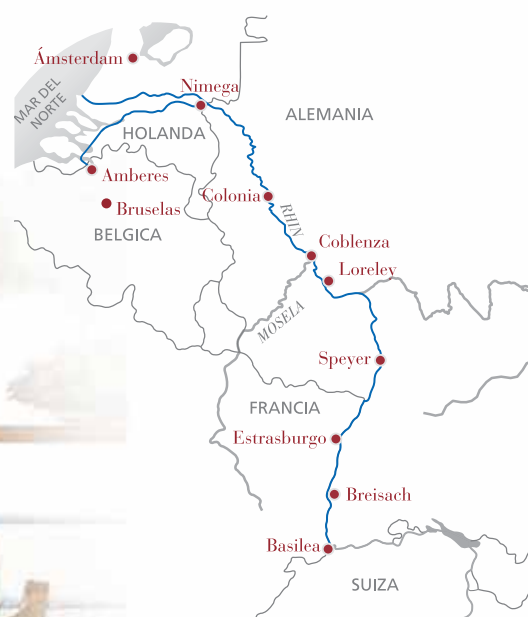 Ámsterdam
MAR DEL
NORTE
Nimega
ALEMANIA
HOLANDA
Amberes
Colonia
RHIN
Bruselas
BELGICA
Coblenza
Loreley
MOSELA
Speyer
FRANCIA
Estrasburgo
Breisach
Basilea
SUIZA